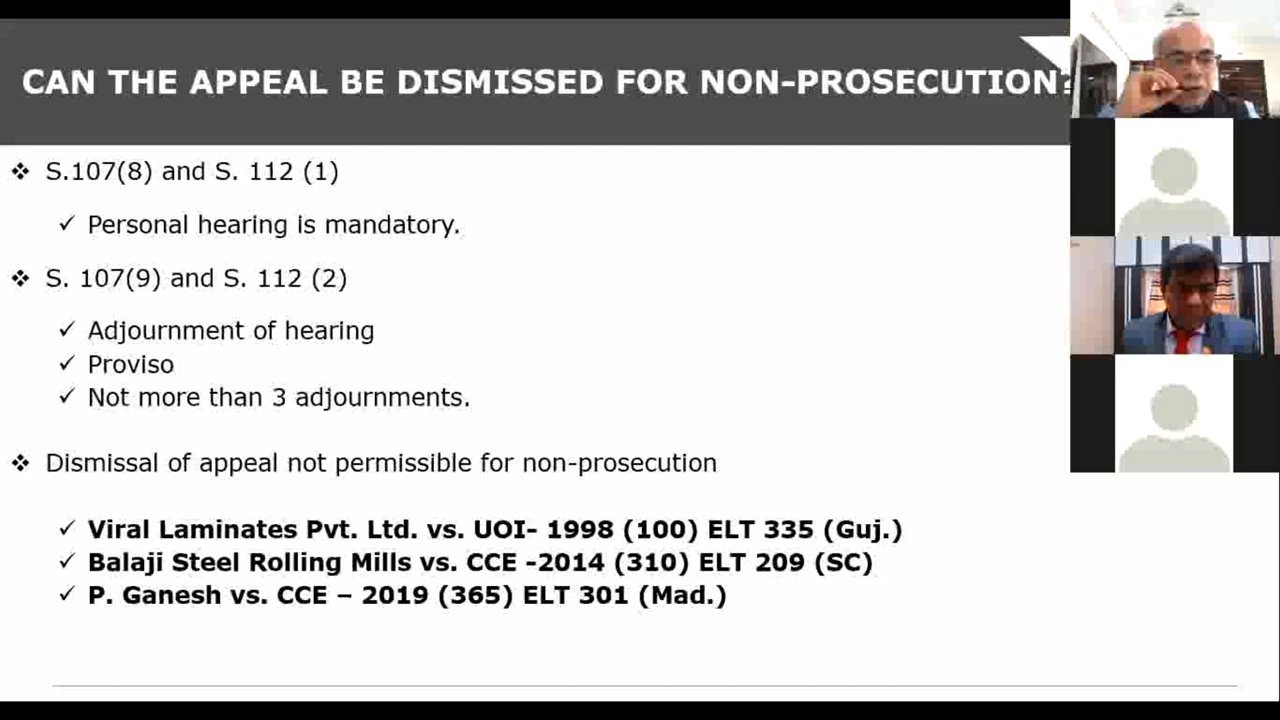 CAN THE APPEAL BE DISMISSED FOR NON-PROSECUTION?
❖ S.107(8) and S. 112 (1)
✓ Personal hearing is mandatory.
❖ S. 107(9) and S. 112 (2)
✓ Adjournment of hearing
✓ Proviso
✓ Not more than 3 adjournments.
❖ Dismissal of appeal not permissible for non-prosecution
✓ Viral Laminates Pvt. Ltd. vs. UOI- 1998 (100) ELT 335 (Guj.)
✓ Balaji Steel Rolling Mills vs. CCE -2014 (310) ELT 209 (SC)
✓ P. Ganesh vs. CCE – 2019 (365) ELT 301 (Mad.)